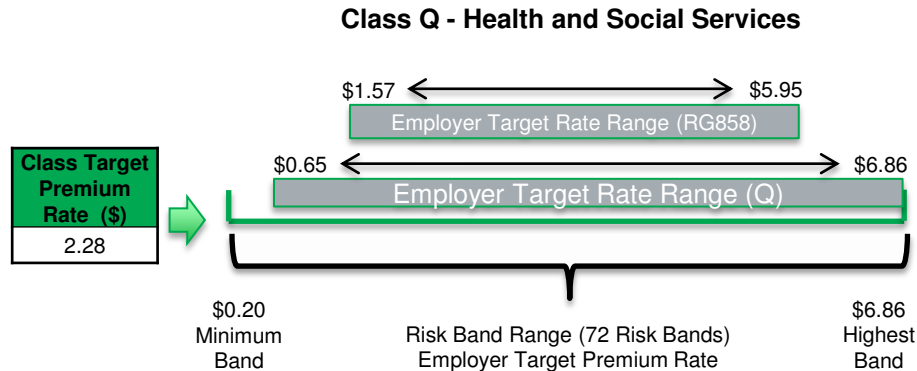 Class Q - Health and Social Services
$1.57
$5.95
Employer Target Rate Range (RG858)
Class Target
Premium
Rate ($)
2.28
$0.65
$6.86
Employer Target Rate Range (Q)
$0.20
Minimum
Band
Risk Band Range (72 Risk Bands)
Employer Target Premium Rate
$6.86
Highest
Band